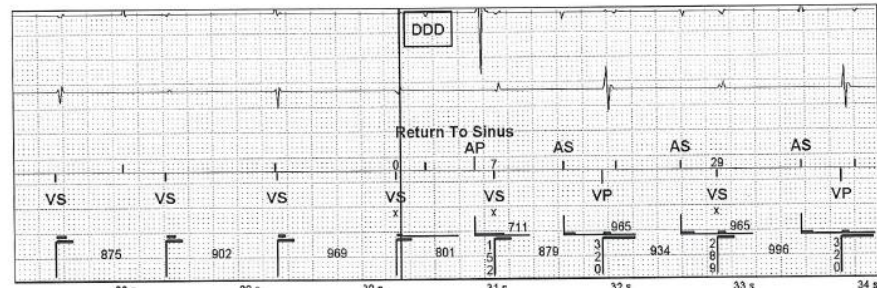 DDD
Return To Sinus
AP AS AS AS
0 7 29
VS VS VS VS VS VP VS VP
x x x
711 965 965
875 902 969 801 152 879 320 934 289 996 320
31 s 32 s 33 s 34 s